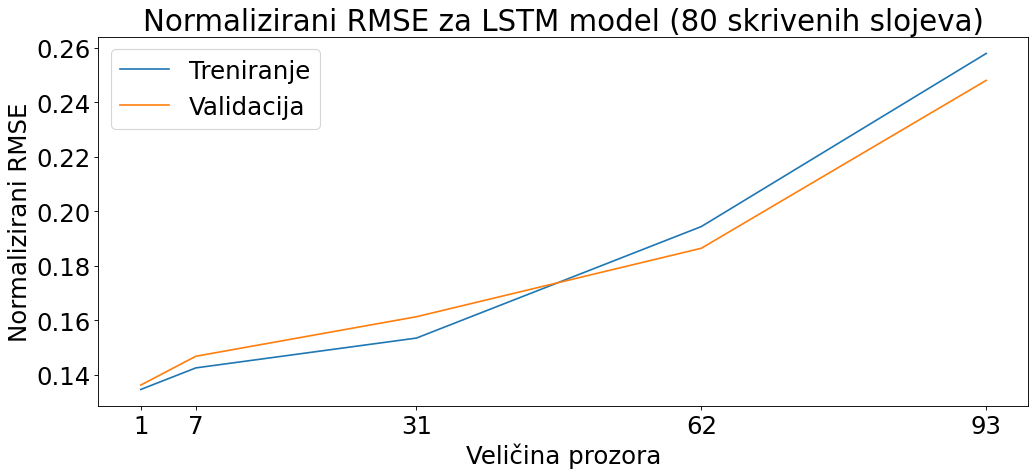 Normalizirani RMSE za LSTM model (80 skrivenih slojeva)
Normalizirani RMSE
0.26
0.24
0.22
0.20
0.18
0.16
0.14
Treniranje
Validacija
1 7 31 62 93
Veličina prozora